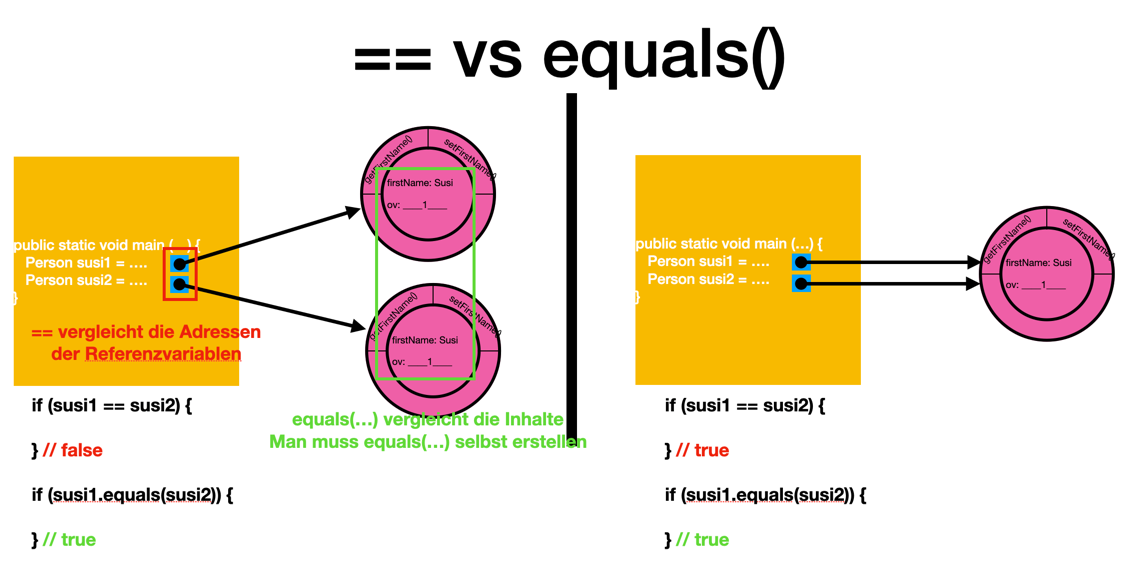 == vs equals()
public static void main (…) {
Person susi1 = ….
Person susi2 = ….
}
== vergleicht die Adressen
der Referenzvariablen
getFirstName()
setFirstName()
firstName: Susi
ov: ____1____
getFirstName()
setFirstName()
firstName: Susi
ov: ____1____
equals(…) vergleicht die Inhalte
Man muss equals(…) selbst erstellen
if (susi1 == susi2) {
} // false
if (susi1.equals(susi2)) {
} // true
public static void main (…) {
Person susi1 = ….
Person susi2 = ….
}
getFirstName()
setFirstName()
firstName: Susi
ov: ____1____
if (susi1 == susi2) {
} // true
if (susi1.equals(susi2)) {
} // true